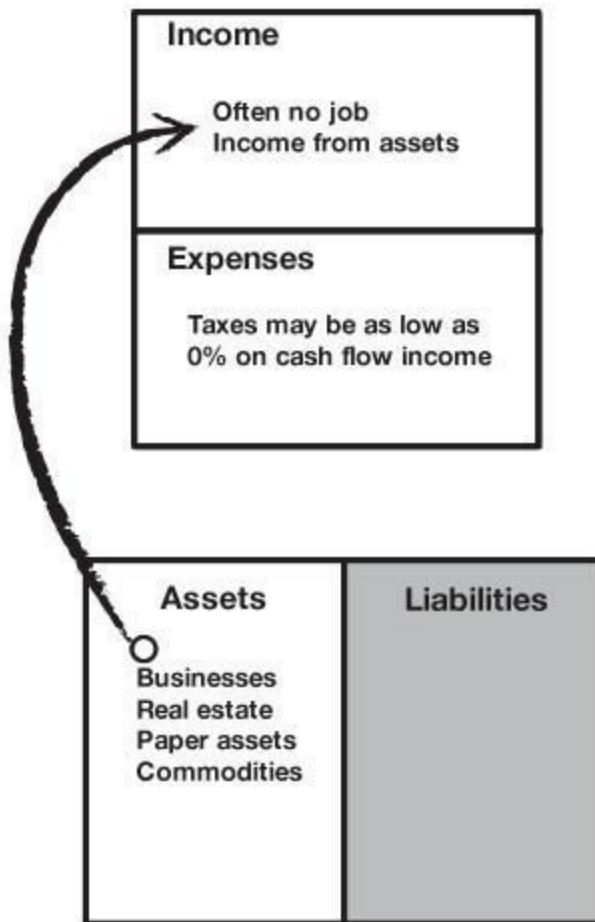 Income
Often no job
Income from assets
Expenses
Taxes may be as low as
0% on cash flow income
Assets
Businesses
Real estate
Paper assets
Commodities
Liabilities